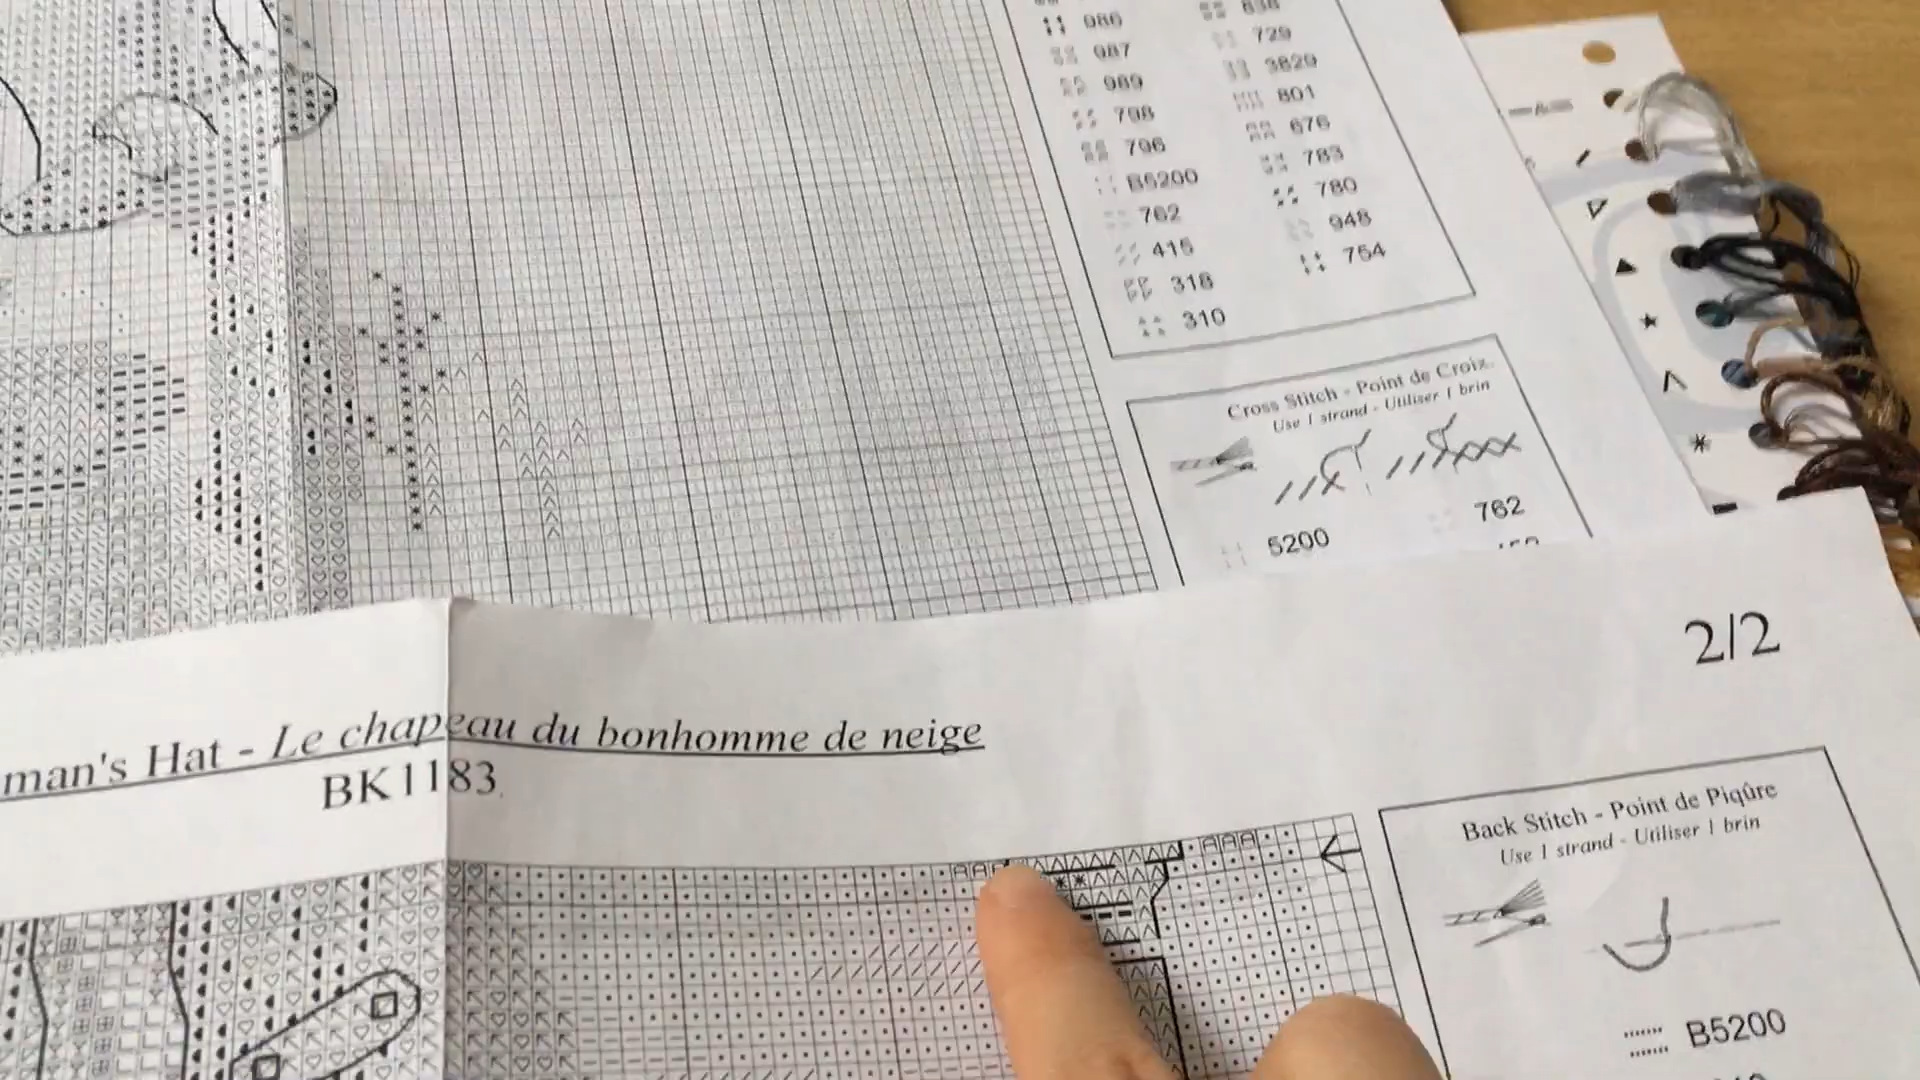 986
987
989
798
796
B5200
762
415
318
310
838
729
3829
801
676
783
780
948
754
Cross Stitch - Point de Croix
Use 1 strand - Utiliser 1 brin
5200
762
2/2
man's Hat - Le chapeau du bonhomme de neige
BK1183
Back Stitch - Point de Piqûre
Use 1 strand - Utiliser 1 brin
B5200